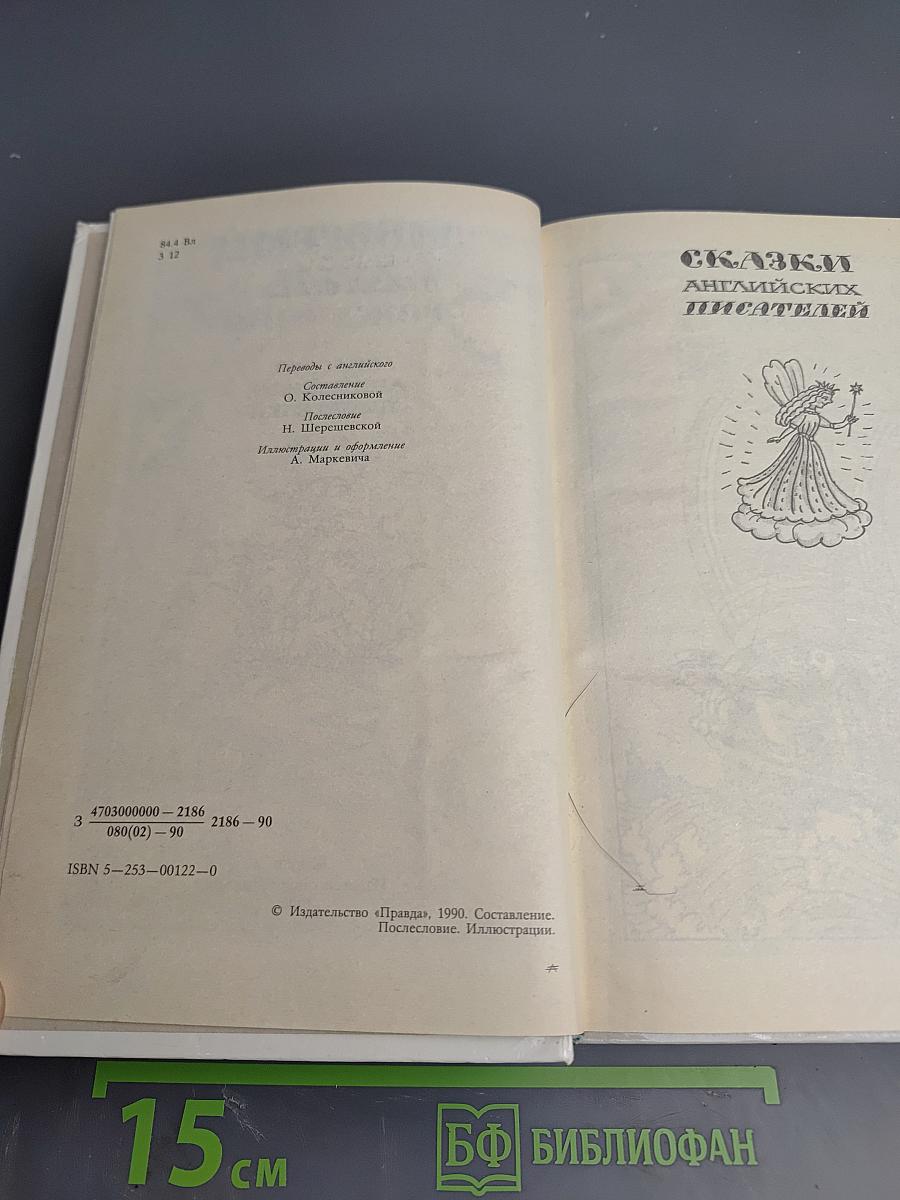 84.4 Вл
З 12
Переводы с английского
Составление
О. Колесниковой
Послесловие
Н. Шерешевской
Иллюстрации и оформление
А. Маркевича
З 4703000000—2186 2186—90
080(02)—90
ISBN 5—253—00122—0
© Издательство «Правда», 1990. Составление.
Послесловие. Иллюстрации.
СКАЗКИ
АНГЛИЙСКИХ
ПИСАТЕЛЕЙ
15 см
БФ БИБЛИОФАН